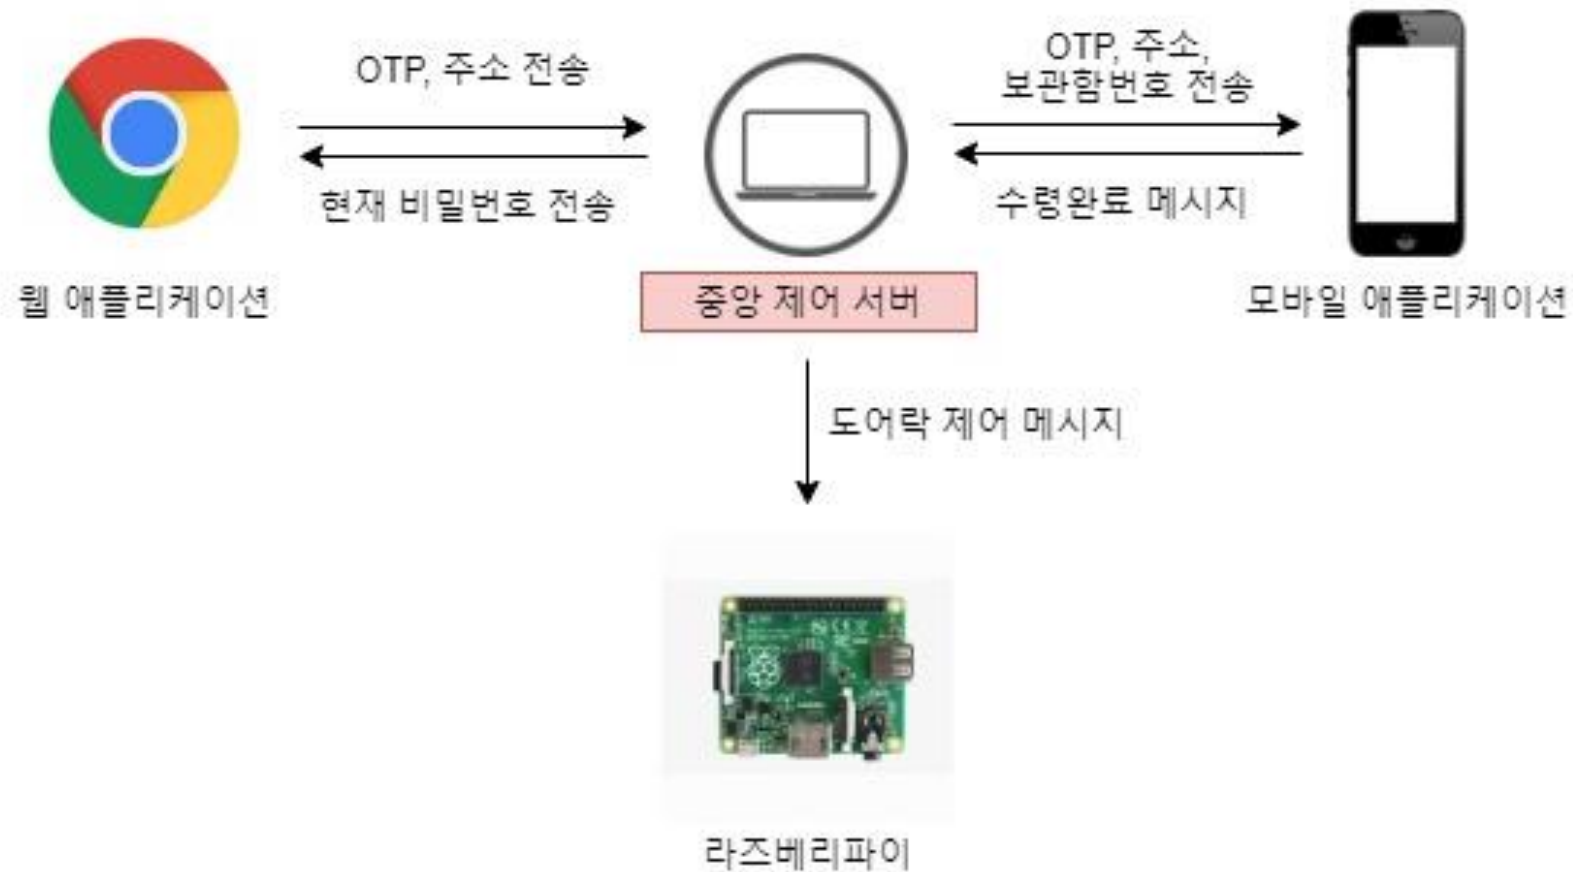 OTP, 주소 전송
현재 비밀번호 전송
웹 애플리케이션
중앙 제어 서버
OTP, 주소,
보관함번호 전송
수령완료 메시지
모바일 애플리케이션
도어락 제어 메시지
라즈베리파이